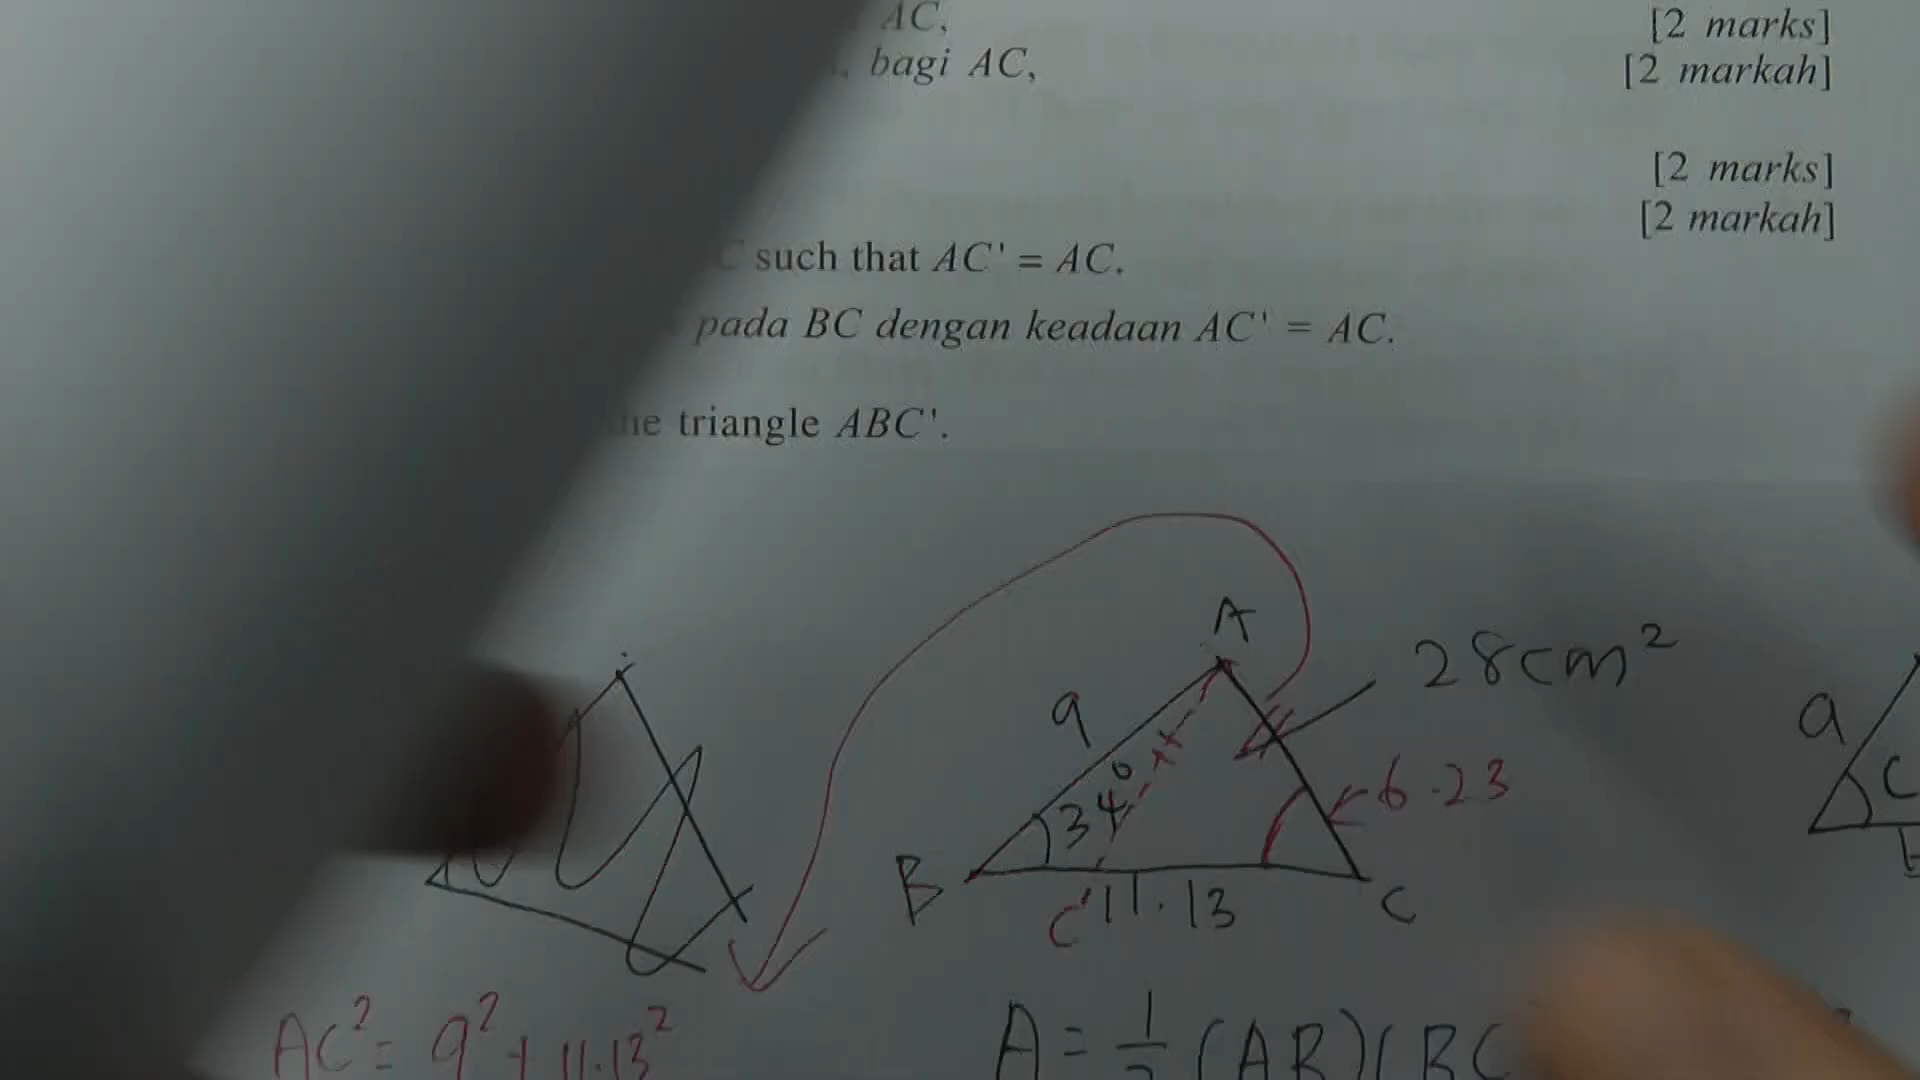 AC,
[2 marks]
bagi AC,
[2 markah]
[2 marks]
[2 markah]
such that AC' = AC.
pada BC dengan keadaan AC' = AC.
triangle ABC'.
A
28cm²
9
34°
6.23
B
C'
11.13
C
a
C
AC² = 9² + 11.13²
A = 1/2 (AB)(BC